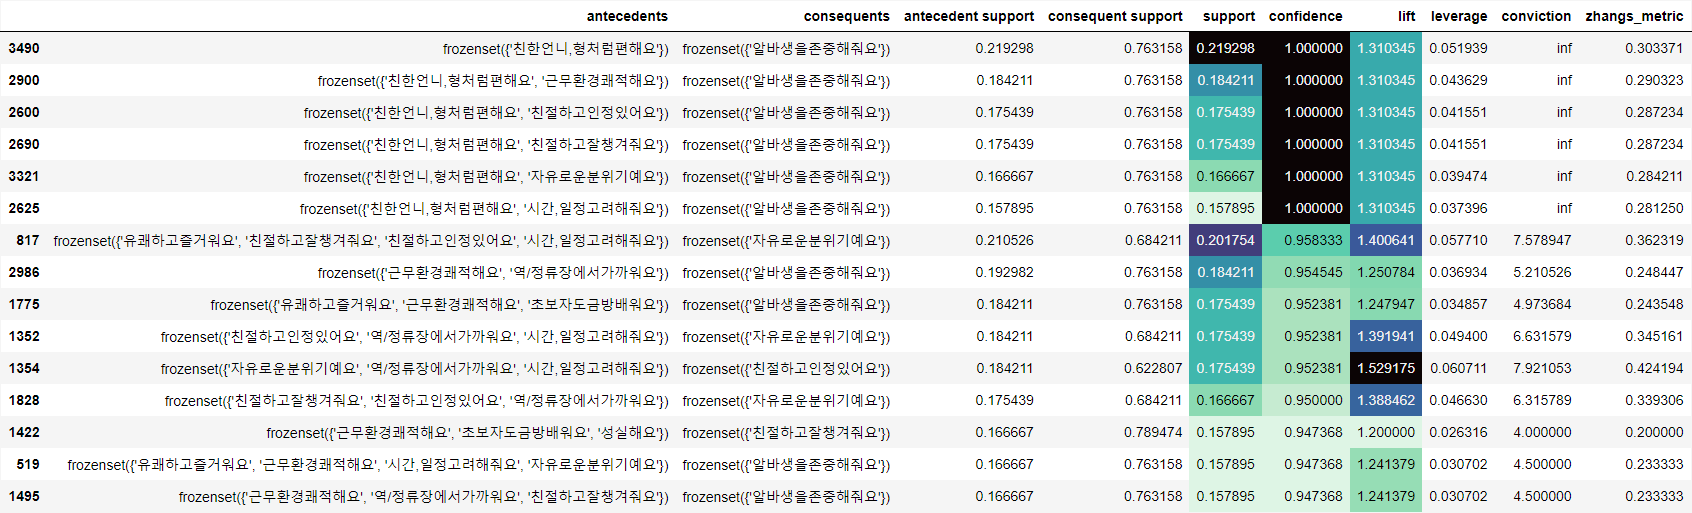 antecedents consequents antecedent support consequent support support confidence lift leverage conviction zhangs_metric
3490 frozenset({'친한언니,형처럼편해요'}) frozenset({'알바생을존중해줘요'}) 0.219298 0.763158 0.219298 1.000000 1.310345 0.051939 inf 0.303371
2900 frozenset({'친한언니,형처럼편해요', '근무환경쾌적해요'}) frozenset({'알바생을존중해줘요'}) 0.184211 0.763158 0.184211 1.000000 1.310345 0.043629 inf 0.290323
2600 frozenset({'친한언니,형처럼편해요', '친절하고인정있어요'}) frozenset({'알바생을존중해줘요'}) 0.175439 0.763158 0.175439 1.000000 1.310345 0.041551 inf 0.287234
2690 frozenset({'친한언니,형처럼편해요', '친절하고잘챙겨줘요'}) frozenset({'알바생을존중해줘요'}) 0.175439 0.763158 0.175439 1.000000 1.310345 0.041551 inf 0.287234
3321 frozenset({'친한언니,형처럼편해요', '자유로운분위기예요'}) frozenset({'알바생을존중해줘요'}) 0.166667 0.763158 0.166667 1.000000 1.310345 0.039474 inf 0.284211
2625 frozenset({'친한언니,형처럼편해요', '시간,일정고려해줘요'}) frozenset({'알바생을존중해줘요'}) 0.157895 0.763158 0.157895 1.000000 1.310345 0.037396 inf 0.281250
817 frozenset({'유쾌하고즐거워요', '친절하고잘챙겨줘요', '친절하고인정있어요', '시간,일정고려해줘요'}) frozenset({'자유로운분위기예요'}) 0.210526 0.684211 0.201754 0.958333 1.400641 0.057710 7.578947 0.362319
2986 frozenset({'근무환경쾌적해요', '역/정류장에서가까워요'}) frozenset({'알바생을존중해줘요'}) 0.192982 0.763158 0.184211 0.954545 1.250784 0.036934 5.210526 0.248447
1775 frozenset({'유쾌하고즐거워요', '근무환경쾌적해요', '초보자도금방배워요'}) frozenset({'알바생을존중해줘요'}) 0.184211 0.763158 0.175439 0.952381 1.247947 0.034857 4.973684 0.243548
1352 frozenset({'친절하고인정있어요', '역/정류장에서가까워요', '시간,일정고려해줘요'}) frozenset({'자유로운분위기예요'}) 0.184211 0.684211 0.175439 0.952381 1.391941 0.049400 6.631579 0.345161
1354 frozenset({'자유로운분위기예요', '역/정류장에서가까워요', '시간,일정고려해줘요'}) frozenset({'친절하고인정있어요'}) 0.184211 0.622807 0.175439 0.952381 1.529175 0.060711 7.921053 0.424194
1828 frozenset({'친절하고잘챙겨줘요', '친절하고인정있어요', '역/정류장에서가까워요'}) frozenset({'자유로운분위기예요'}) 0.175439 0.684211 0.166667 0.950000 1.388462 0.046630 6.315789 0.339306
1422 frozenset({'근무환경쾌적해요', '초보자도금방배워요', '성실해요'}) frozenset({'친절하고잘챙겨줘요'}) 0.166667 0.789474 0.157895 0.947368 1.200000 0.026316 4.000000 0.200000
519 frozenset({'유쾌하고즐거워요', '근무환경쾌적해요', '시간,일정고려해줘요', '자유로운분위기예요'}) frozenset({'알바생을존중해줘요'}) 0.166667 0.763158 0.157895 0.947368 1.241379 0.030702 4.500000 0.233333
1495 frozenset({'근무환경쾌적해요', '역/정류장에서가까워요', '친절하고잘챙겨줘요'}) frozenset({'알바생을존중해줘요'}) 0.166667 0.763158 0.157895 0.947368 1.241379 0.030702 4.500000 0.233333